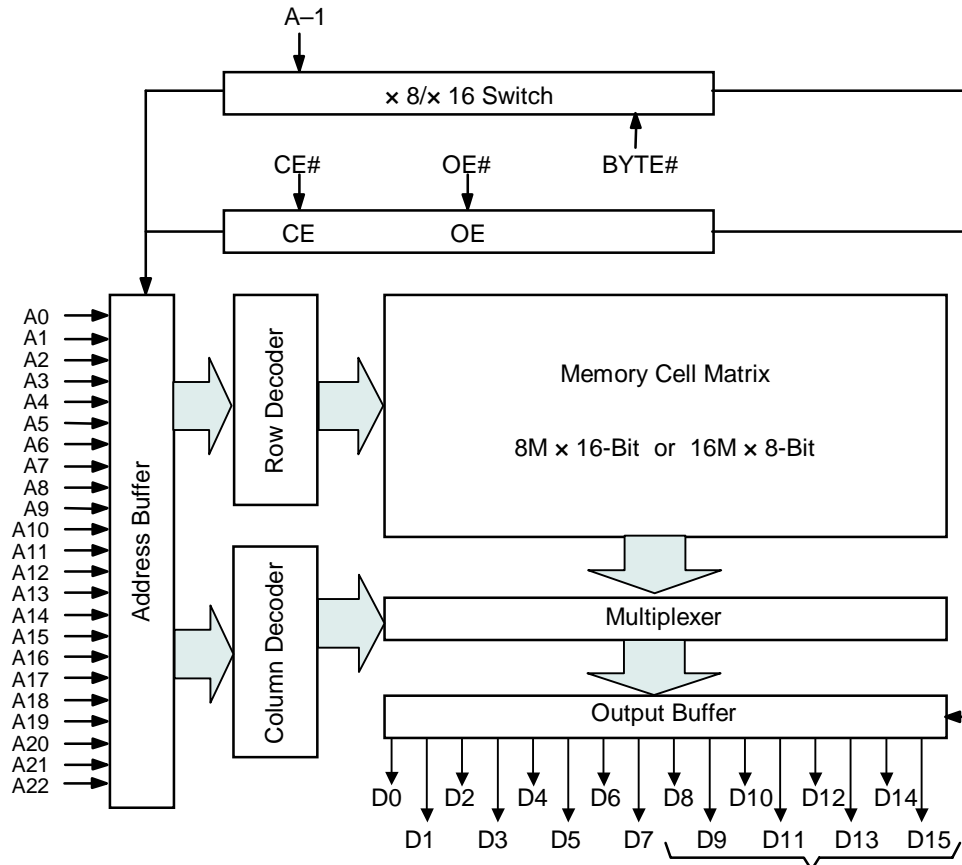 A–1
× 8/× 16 Switch
CE#
OE#
BYTE#
CE
OE
A0
A1
A2
A3
A4
A5
A6
A7
A8
A9
A10
A11
A12
A13
A14
A15
A16
A17
A18
A19
A20
A21
A22
Address Buffer
Row Decoder
Column Decoder
Memory Cell Matrix
8M × 16-Bit or 16M × 8-Bit
Multiplexer
Output Buffer
D0 D2 D4 D6 D8 D10 D12 D14
D1 D3 D5 D7 D9 D11 D13 D15